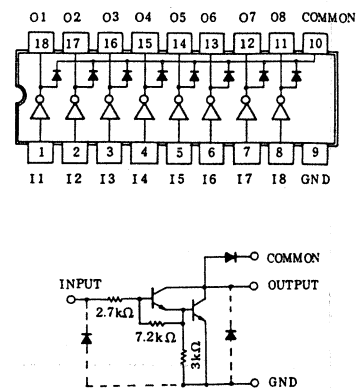 O1 O2 O3 O4 O5 O6 O7 O8 COMMON
18 17 16 15 14 13 12 11 10
1 2 3 4 5 6 7 8 9
I1 I2 I3 I4 I5 I6 I7 I8 GND
COMMON
INPUT OUTPUT
2.7kΩ
7.2kΩ
3kΩ
GND